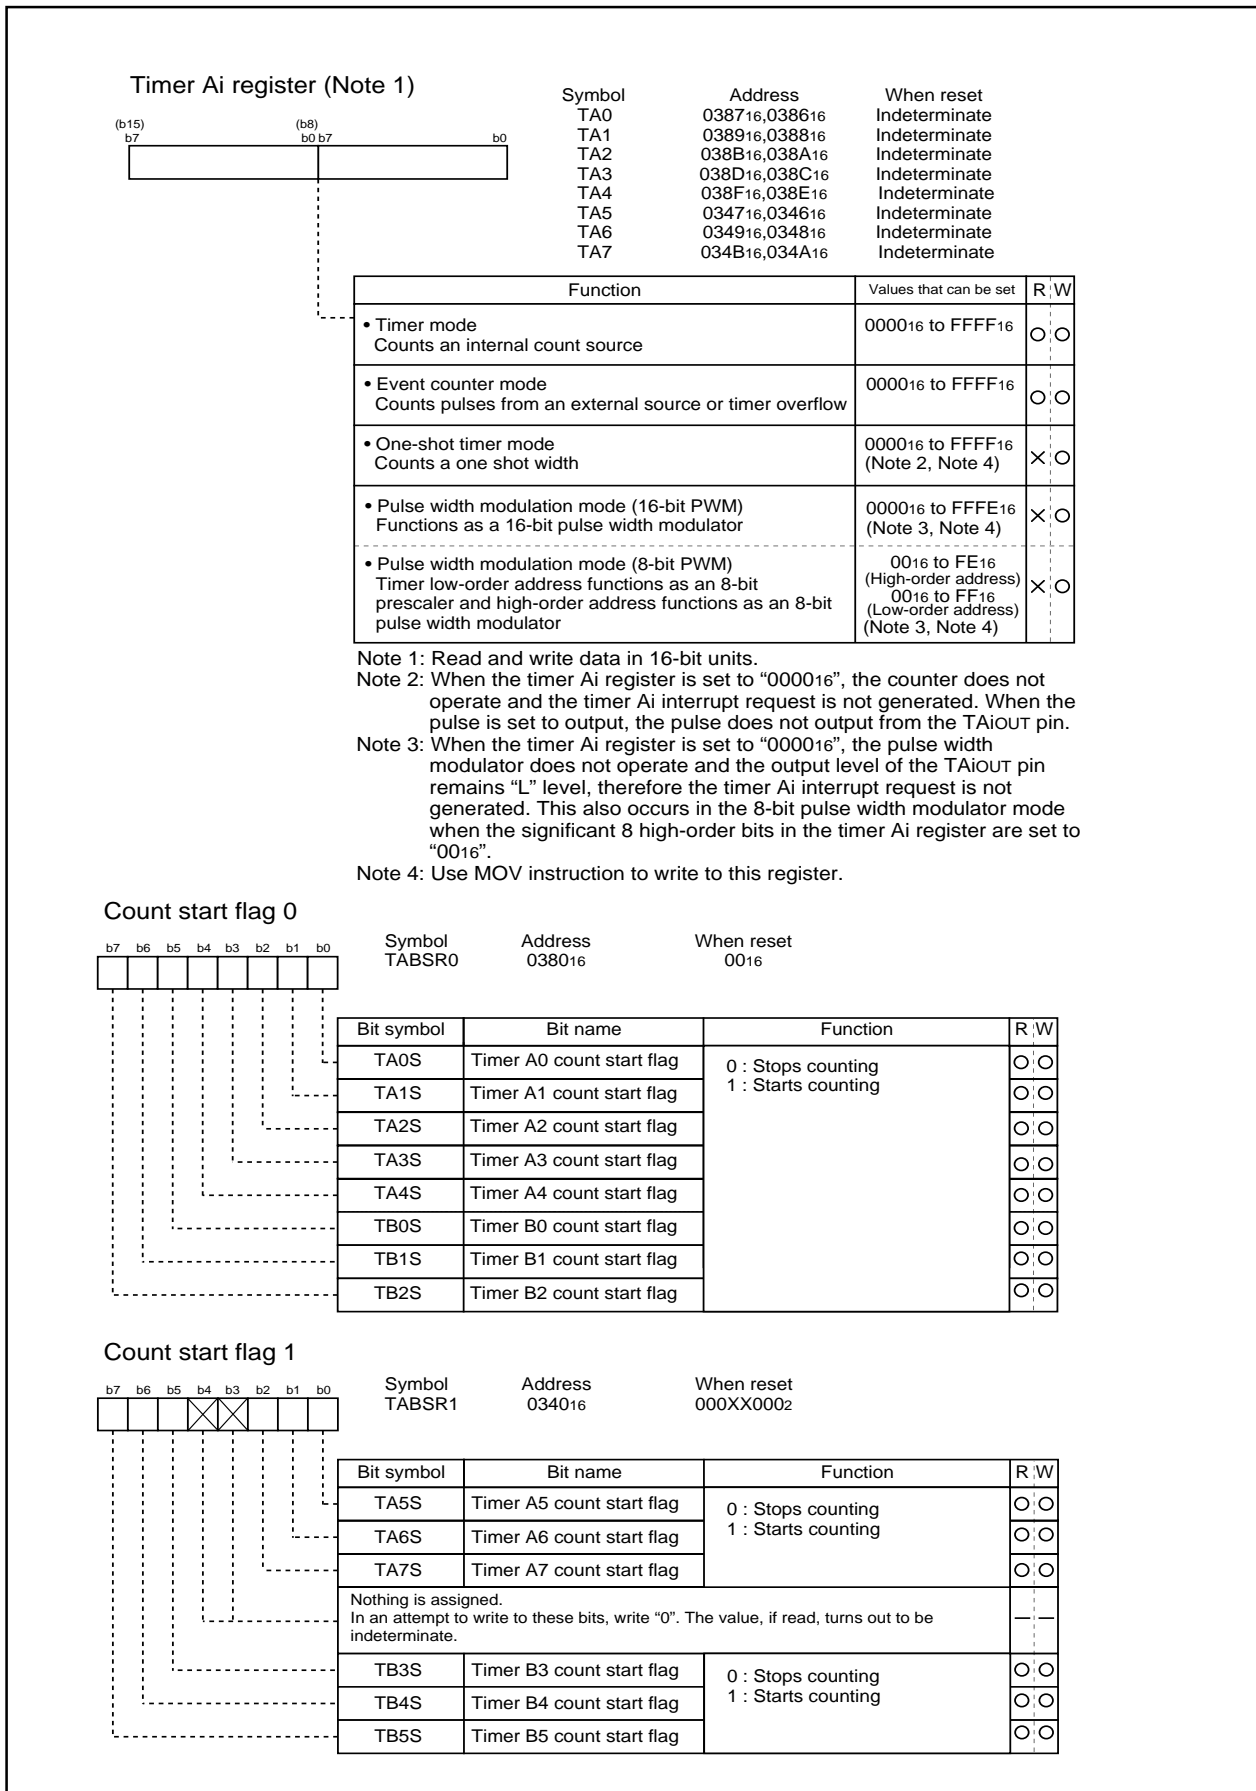 Timer Ai register (Note 1)
(b15) (b8)
b7 b0 b7 b0
Symbol Address When reset
TA0 038716,038616 Indeterminate
TA1 038916,038816 Indeterminate
TA2 038B16,038A16 Indeterminate
TA3 038D16,038C16 Indeterminate
TA4 038F16,038E16 Indeterminate
TA5 034716,034616 Indeterminate
TA6 034916,034816 Indeterminate
TA7 034B16,034A16 Indeterminate
Function Values that can be set R W
• Timer mode 000016 to FFFF16
Counts an internal count source
• Event counter mode 000016 to FFFF16
Counts pulses from an external source or timer overflow
• One-shot timer mode 000016 to FFFF16
Counts a one shot width (Note 2, Note 4)
• Pulse width modulation mode (16-bit PWM) 000016 to FFFE16
Functions as a 16-bit pulse width modulator (Note 3, Note 4)
• Pulse width modulation mode (8-bit PWM) 0016 to FE16
Timer low-order address functions as an 8-bit (High-order address)
prescaler and high-order address functions as an 8-bit 0016 to FF16
pulse width modulator (Low-order address)
(Note 3, Note 4)
Note 1: Read and write data in 16-bit units.
Note 2: When the timer Ai register is set to “000016”, the counter does not
operate and the timer Ai interrupt request is not generated. When the
pulse is set to output, the pulse does not output from the TAiOUT pin.
Note 3: When the timer Ai register is set to “000016”, the pulse width
modulator does not operate and the output level of the TAiOUT pin
remains “L” level, therefore the timer Ai interrupt request is not
generated. This also occurs in the 8-bit pulse width modulator mode
when the significant 8 high-order bits in the timer Ai register are set to
“0016”.
Note 4: Use MOV instruction to write to this register.
Count start flag 0
b7 b6 b5 b4 b3 b2 b1 b0
Symbol Address When reset
TABSR0 038016 0016
Bit symbol Bit name Function R W
TA0S Timer A0 count start flag 0 : Stops counting
TA1S Timer A1 count start flag 1 : Starts counting
TA2S Timer A2 count start flag
TA3S Timer A3 count start flag
TA4S Timer A4 count start flag
TB0S Timer B0 count start flag
TB1S Timer B1 count start flag
TB2S Timer B2 count start flag
Count start flag 1
b7 b6 b5 b4 b3 b2 b1 b0
Symbol Address When reset
TABSR1 034016 000XX0002
Bit symbol Bit name Function R W
TA5S Timer A5 count start flag 0 : Stops counting
TA6S Timer A6 count start flag 1 : Starts counting
TA7S Timer A7 count start flag
Nothing is assigned.
In an attempt to write to these bits, write “0”. The value, if read, turns out to be
indeterminate.
TB3S Timer B3 count start flag 0 : Stops counting
TB4S Timer B4 count start flag 1 : Starts counting
TB5S Timer B5 count start flag